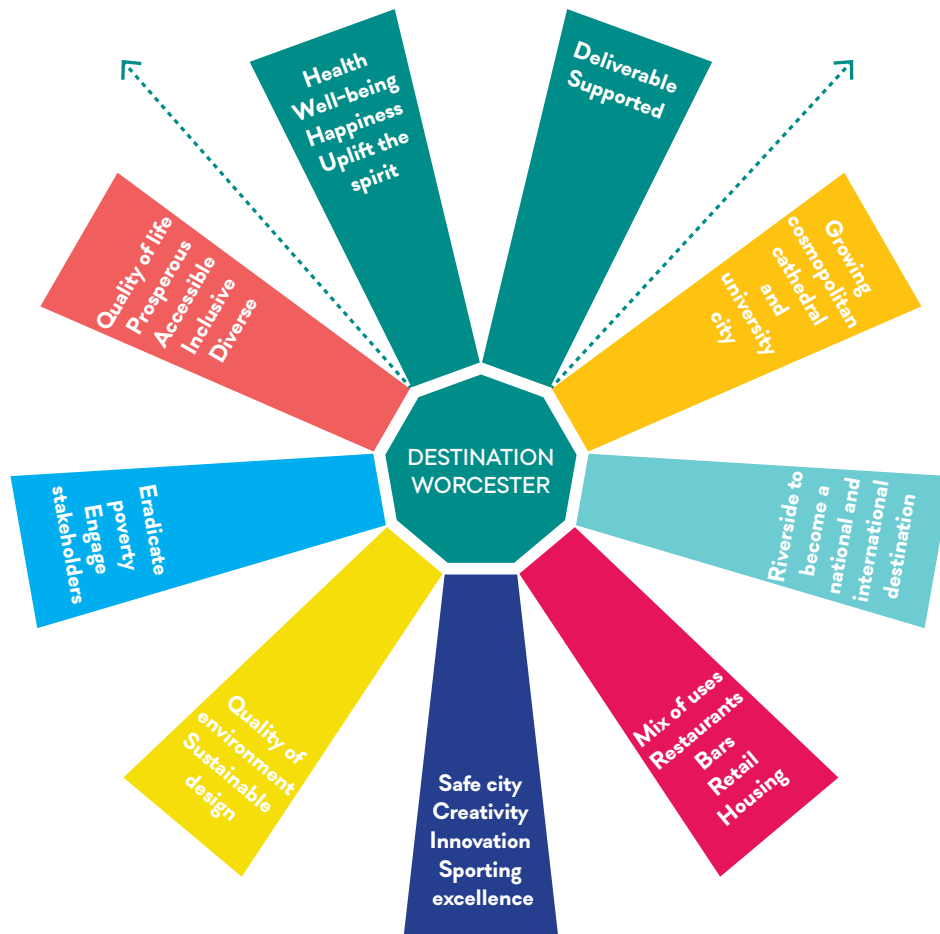 Health
Well-being
Happiness
Uplift the
spirit
Deliverable
Supported
Growing
cosmopolitan
cathedral
and
university
city
Riverside to
become a
national and
international
destination
Mix of uses
Restaurants
Bars
Retail
Housing
Safe city
Creativity
Innovation
Sporting
excellence
Quality of
environment
Sustainable
design
Eradicate
poverty
Engage
stakeholders
Quality of life
Prosperous
Accessible
Inclusive
Diverse
DESTINATION
WORCESTER